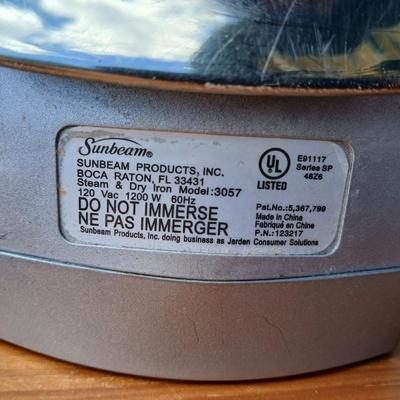 Sunbeam®
SUNBEAM PRODUCTS, INC.
BOCA RATON, FL 33431
Steam & Dry Iron Model:3057
120 Vac 1200 W 60Hz
DO NOT IMMERSE
NE PAS IMMERGER
Sunbeam Products, Inc. doing business as Jarden Consumer Solutions
UL
LISTED
E91117
Series SP
48Z6
Pat.No.:5,367,799
Made in China
Fabriqué en Chine
P.N.:123217